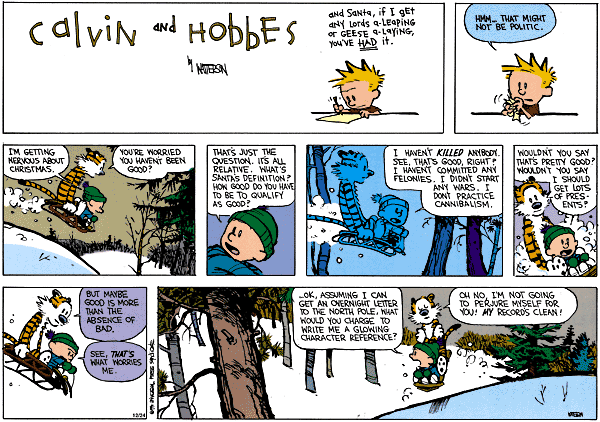 Calvin and HobbEs
by WATTERSON
and Santa, if I gEt
any Lords a-LEaping
or GEESE a-Laying,
you'vE HAD it.
HMM... THAT MIGHT
NOT BE POLITIC.
I'M GETTING
NERVOUS ABOUT
CHRISTMAS.
YOU'RE WORRIED
YOU HAVEN'T BEEN
GOOD?
THAT'S JUST THE
QUESTION. IT'S ALL
RELATIVE. WHAT'S
SANTA'S DEFINITION?
HOW GOOD DO YOU HAVE
TO BE TO QUALIFY
AS GOOD?
I HAVEN'T KILLED ANYBODY.
SEE, THAT'S GOOD, RIGHT?
I HAVEN'T COMMITTED ANY
FELONIES. I DIDN'T START
ANY WARS. I
DON'T PRACTICE
CANNIBALISM.
WOULDN'T YOU SAY
THAT'S PRETTY GOOD?
WOULDN'T YOU SAY
I SHOULD
GET LOTS
OF PRES-
ENTS?
BUT MAYBE
GOOD IS MORE
THAN THE
ABSENCE OF
BAD.
SEE, THAT'S
WHAT WORRIES
ME.
12/24
...OK, ASSUMING I CAN
GET AN OVERNIGHT LETTER
TO THE NORTH POLE, WHAT
WOULD YOU CHARGE TO
WRITE ME A GLOWING
CHARACTER REFERENCE?
OH NO, I'M NOT GOING
TO PERJURE MYSELF FOR
YOU! MY RECORD'S CLEAN!
WATTERSON